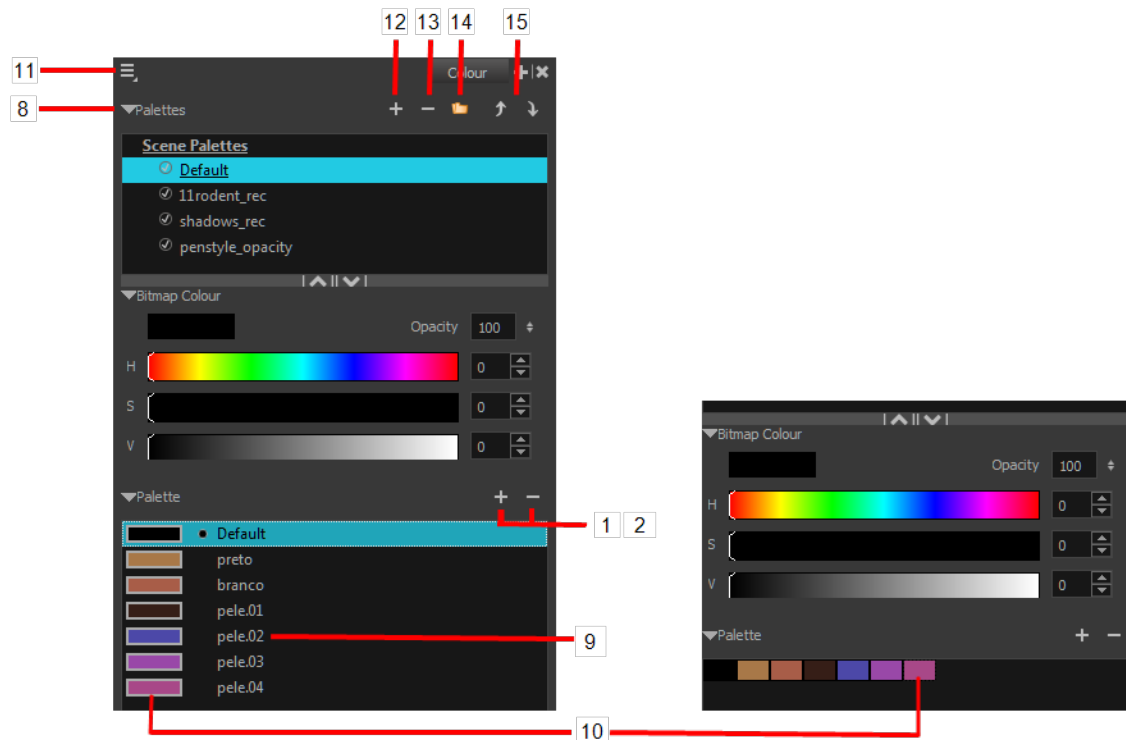 12 13 14 15
11
Colour
8
Palettes
Scene Palettes
Default
11rodent_rec
shadows_rec
penstyle_opacity
Bitmap Colour
Opacity 100
H 0
S 0
V 0
Palette
1 2
Default
preto
branco
pele.01
pele.02
9
pele.03
pele.04
10
Bitmap Colour
Opacity 100
H 0
S 0
V 0
Palette